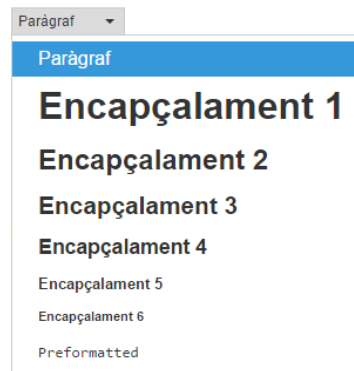 Paràgraf
Paràgraf
Encapçalament 1
Encapçalament 2
Encapçalament 3
Encapçalament 4
Encapçalament 5
Encapçalament 6
Preformatted